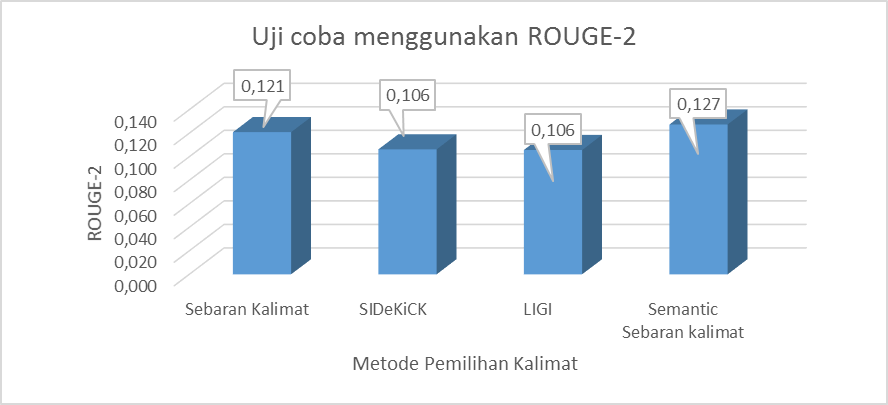 Uji coba menggunakan ROUGE-2
0,121
0,106
0,106
0,127
0,140
0,120
0,100
0,080
0,060
0,040
0,020
0,000
ROUGE-2
Sebaran Kalimat
SIDeKiCK
LIGI
Semantic
Sebaran kalimat
Metode Pemilihan Kalimat